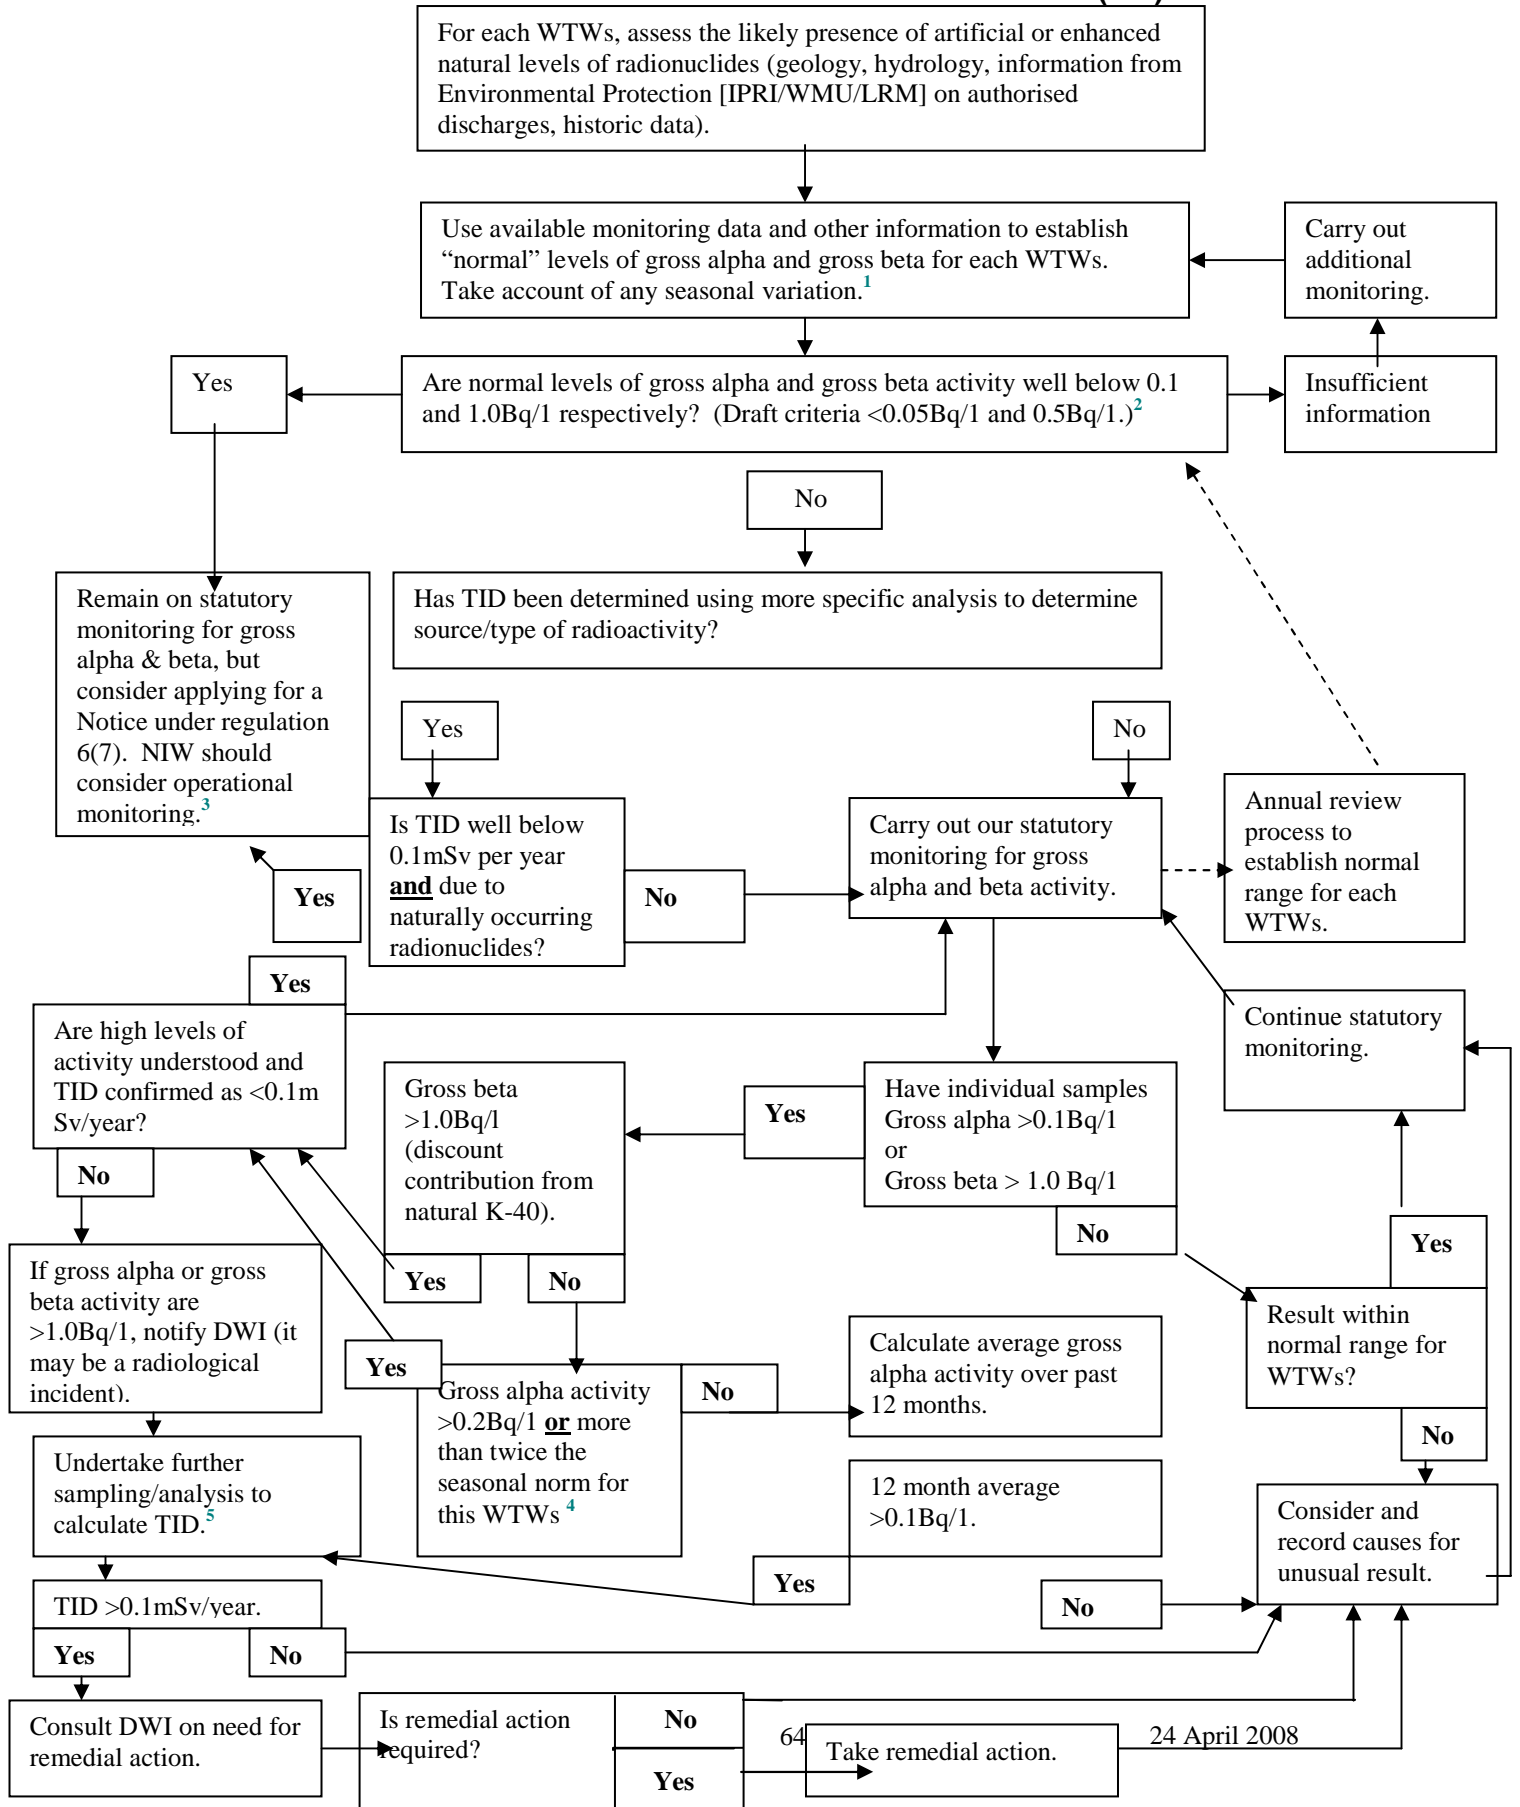 For each WTWs, assess the likely presence of artificial or enhanced
natural levels of radionuclides (geology, hydrology, information from
Environmental Protection [IPRI/WMU/LRM] on authorised
discharges, historic data).
Use available monitoring data and other information to establish
“normal” levels of gross alpha and gross beta for each WTWs.
Take account of any seasonal variation.1
Carry out
additional
monitoring.
Yes
Are normal levels of gross alpha and gross beta activity well below 0.1
and 1.0Bq/1 respectively?  (Draft criteria <0.05Bq/1 and 0.5Bq/1.)2
Insufficient
information
No
Remain on statutory
monitoring for gross
alpha & beta, but
consider applying for a
Notice under regulation
6(7).  NIW should
consider operational
monitoring.3
Has TID been determined using more specific analysis to determine
source/type of radioactivity?
Yes
No
Is TID well below
0.1mSv per year
and due to
naturally occurring
radionuclides?
Yes
No
Carry out our statutory
monitoring for gross
alpha and beta activity.
Annual review
process to
establish normal
range for each
WTWs.
Yes
Are high levels of
activity understood and
TID confirmed as <0.1m
Sv/year?
No
Continue statutory
monitoring.
Gross beta
>1.0Bq/l
(discount
contribution from
natural K-40).
Yes
No
Yes
Have individual samples
Gross alpha >0.1Bq/1
or
Gross beta > 1.0 Bq/1
No
Yes
Result within
normal range for
WTWs?
No
If gross alpha or gross
beta activity are
>1.0Bq/1, notify DWI (it
may be a radiological
incident).
Yes
Gross alpha activity
>0.2Bq/1 or more
than twice the
seasonal norm for
this WTWs 4
No
Calculate average gross
alpha activity over past
12 months.
Undertake further
sampling/analysis to
calculate TID.5
12 month average
>0.1Bq/1.
Yes
No
Consider and
record causes for
unusual result.
TID >0.1mSv/year.
Yes
No
Consult DWI on need for
remedial action.
Is remedial action
required?
No
Yes
64
Take remedial action.
24 April 2008